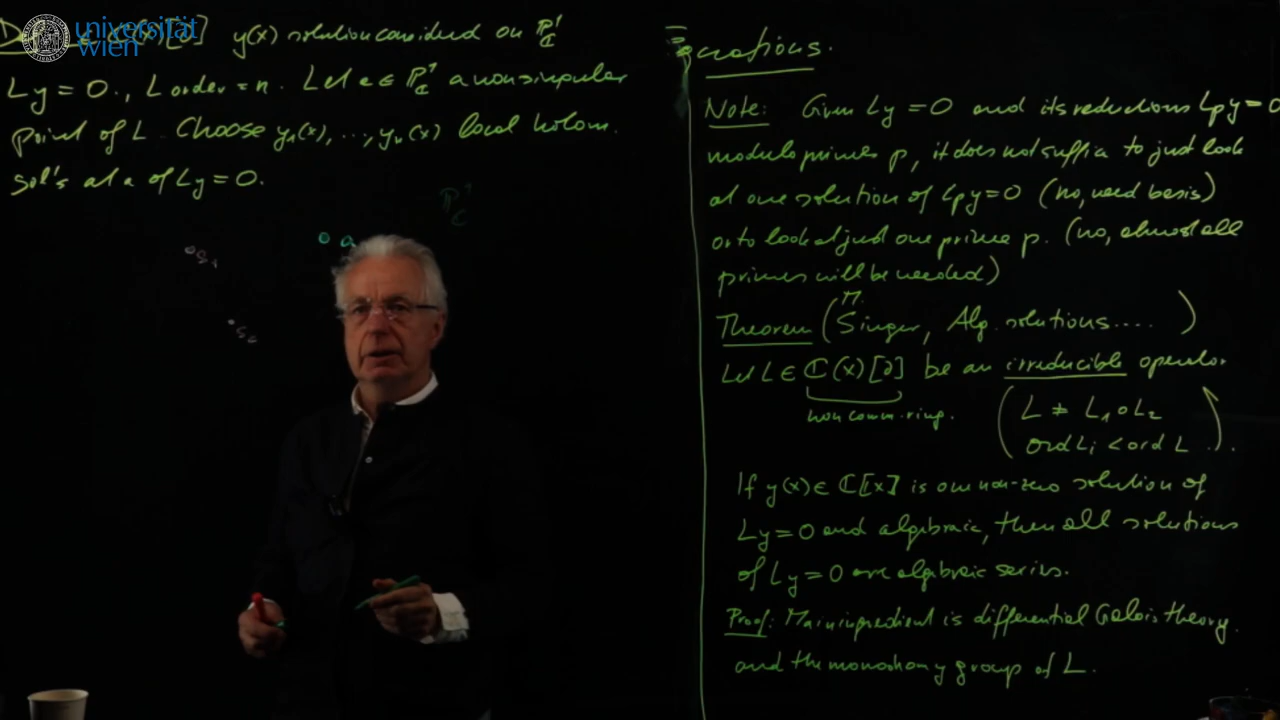 universität
wien
y(x) solution considered on ℙ¹_ℂ
Ly = 0., L order = n. Let a ∈ ℙ¹_ℂ a nonsingular
point of L. Choose y₁(x), ..., yₙ(x) local holom.
sol's at a of Ly = 0.
ℙ¹_ℂ
a
s₁
s₂
Equations.
Note: Given Ly = 0 and its reductions Lpy = 0
modulo primes p, it does not suffice to just look
at one solution of Lpy = 0 (no, need basis)
or to look at just one prime p. (no, almost all
primes will be needed)
Theorem (M. Singer, Alg. solutions.... )
Let L ∈ ℂ(x)[∂] be an irreducible operator
non comm. ring.
( L ≠ L₁ ∘ L₂
ord Lᵢ < ord L ).
If y(x) ∈ ℂ⟦x⟧ is one non-zero solution of
Ly = 0 and algebraic, then all solutions
of Ly = 0 are algebraic series.
Proof: Main ingredient is differential Galois theory
and the monodromy group of L.